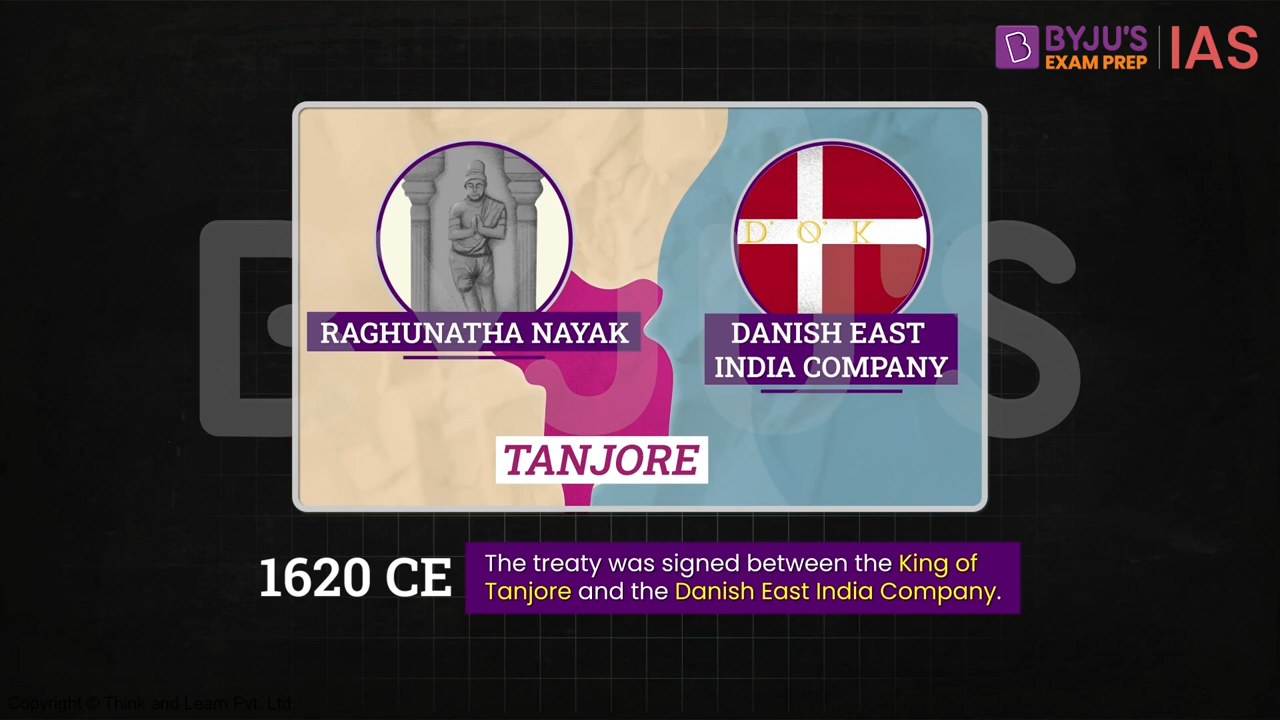 BYJU'S
EXAM PREP
IAS
BYJU'S
D· Ø· K
RAGHUNATHA NAYAK
DANISH EAST
INDIA COMPANY
TANJORE
1620 CE
The treaty was signed between the King of
Tanjore and the Danish East India Company.
Copyright © Think and Learn Pvt. Ltd.